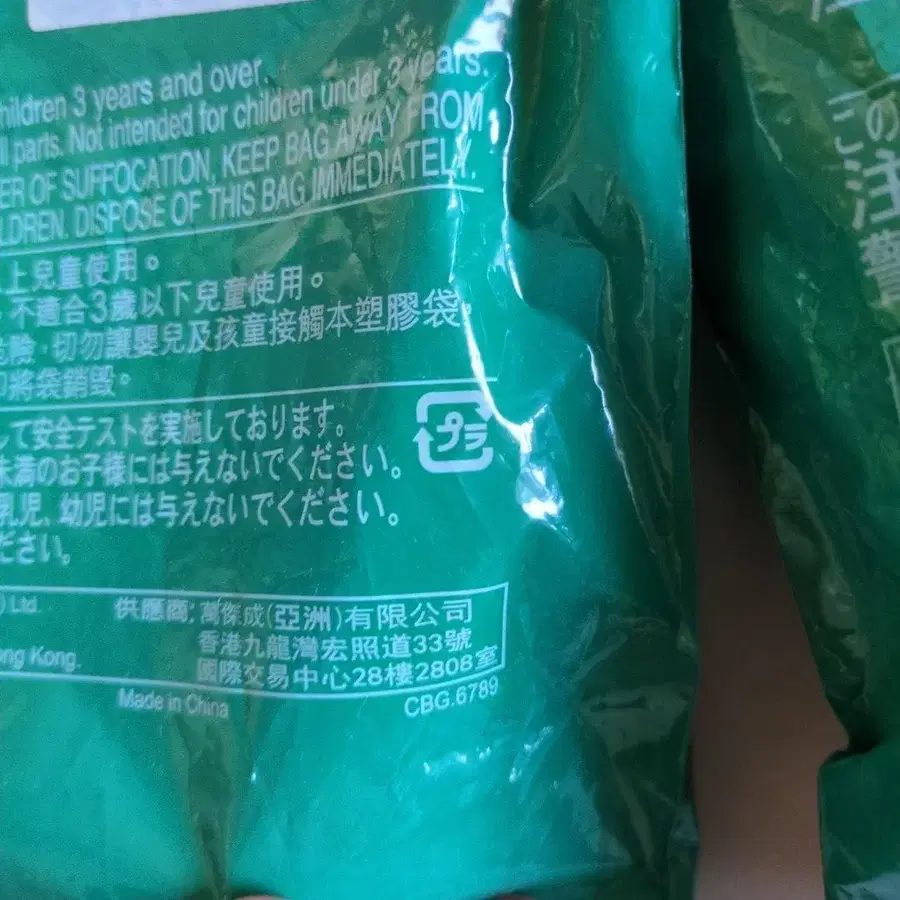 children 3 years and over.
parts. Not intended for children under 3 years.
OF SUFFOCATION, KEEP BAG AWAY FROM
DISPOSE OF THIS BAG IMMEDIATELY.
上兒童使用。
不適合3歲以下兒童使用。
切勿讓嬰兒及孩童接觸本塑膠袋,
將袋銷毀。
して安全テストを実施しております。
未満のお子様には与えないでください。
乳児、幼児には与えないでください。
ださい。
プラ
Ltd.
Kong.
供應商: 萬傑成(亞洲)有限公司
香港九龍灣宏照道33號
國際交易中心28樓2808室
Made in China
CBG.6789
この
注
警